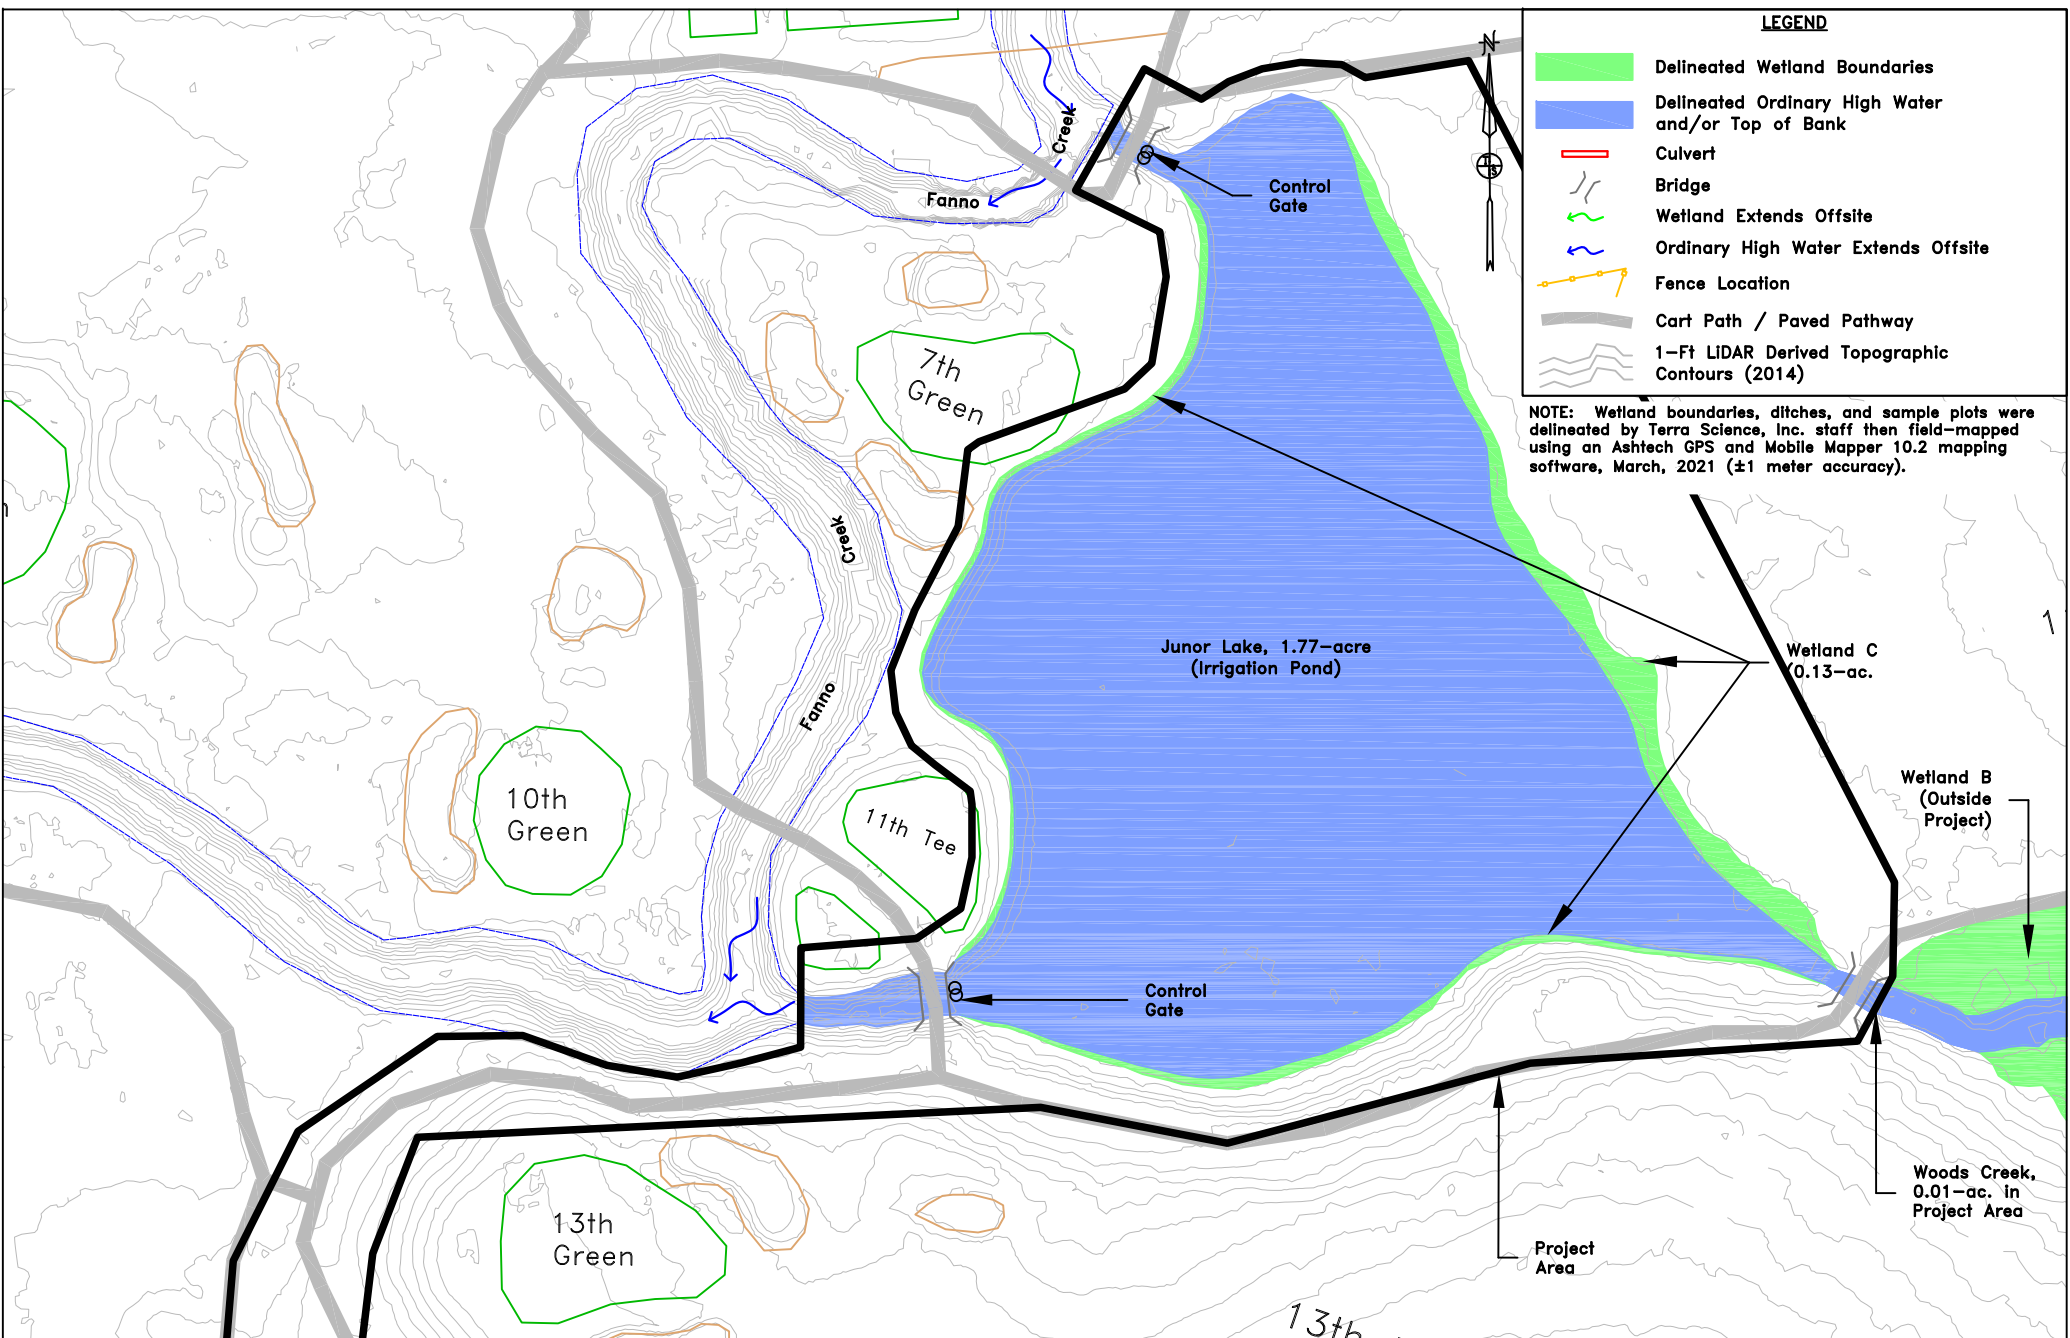 LEGEND
Delineated Wetland Boundaries
Delineated Ordinary High Water
and/or Top of Bank
Culvert
Bridge
Wetland Extends Offsite
Ordinary High Water Extends Offsite
Fence Location
Cart Path / Paved Pathway
1-Ft LiDAR Derived Topographic
Contours (2014)
NOTE: Wetland boundaries, ditches, and sample plots were
delineated by Terra Science, Inc. staff then field-mapped
using an Ashtech GPS and Mobile Mapper 10.2 mapping
software, March, 2021 (±1 meter accuracy).
N
Creek
Fanno
Control
Gate
7th
Green
Creek
Fanno
Junor Lake, 1.77-acre
(Irrigation Pond)
Wetland C
(0.13-ac.
1
10th
Green
11th Tee
Wetland B
(Outside
Project)
Control
Gate
Woods Creek,
0.01-ac. in
Project Area
Project
Area
13th
Green
13th